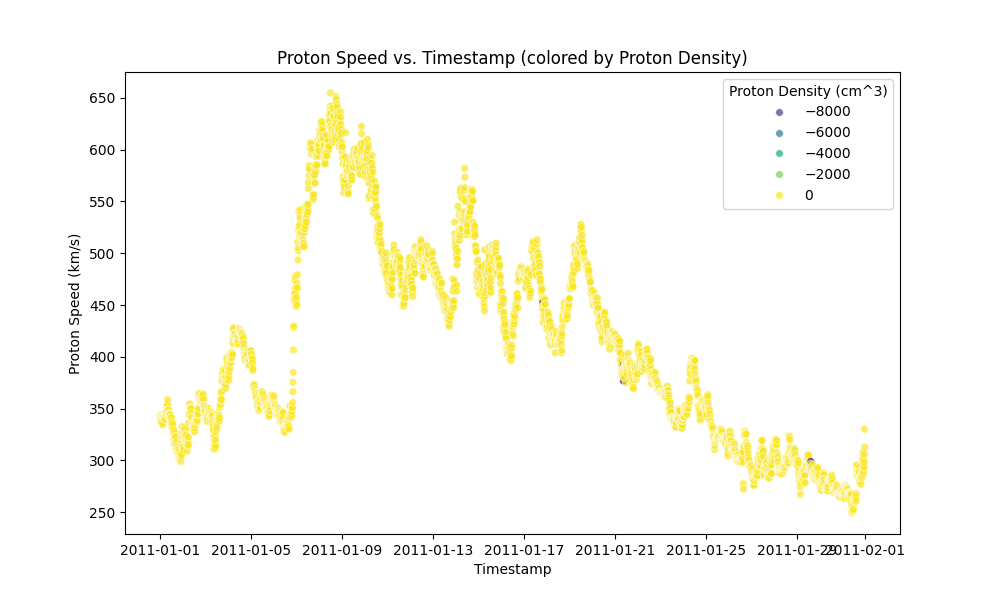 Proton Speed vs. Timestamp (colored by Proton Density)
Proton Density (cm^3)
−8000
−6000
−4000
−2000
0
650
600
550
500
450
400
350
300
250
Proton Speed (km/s)
2011-01-01 2011-01-05 2011-01-09 2011-01-13 2011-01-17 2011-01-21 2011-01-25 2011-01-29 2011-02-01
Timestamp